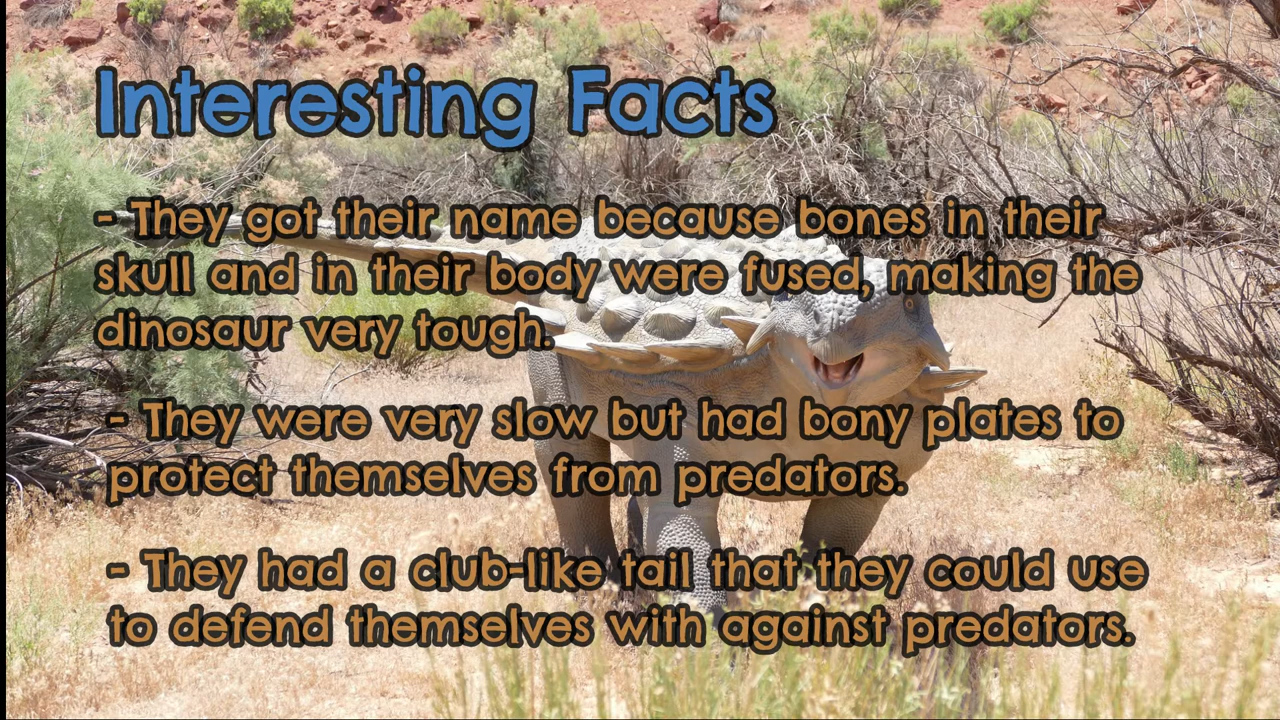 Interesting Facts
- They got their name because bones in their
skull and in their body were fused, making the
dinosaur very tough.
- They were very slow but had bony plates to
protect themselves from predators.
- They had a club-like tail that they could use
to defend themselves with against predators.